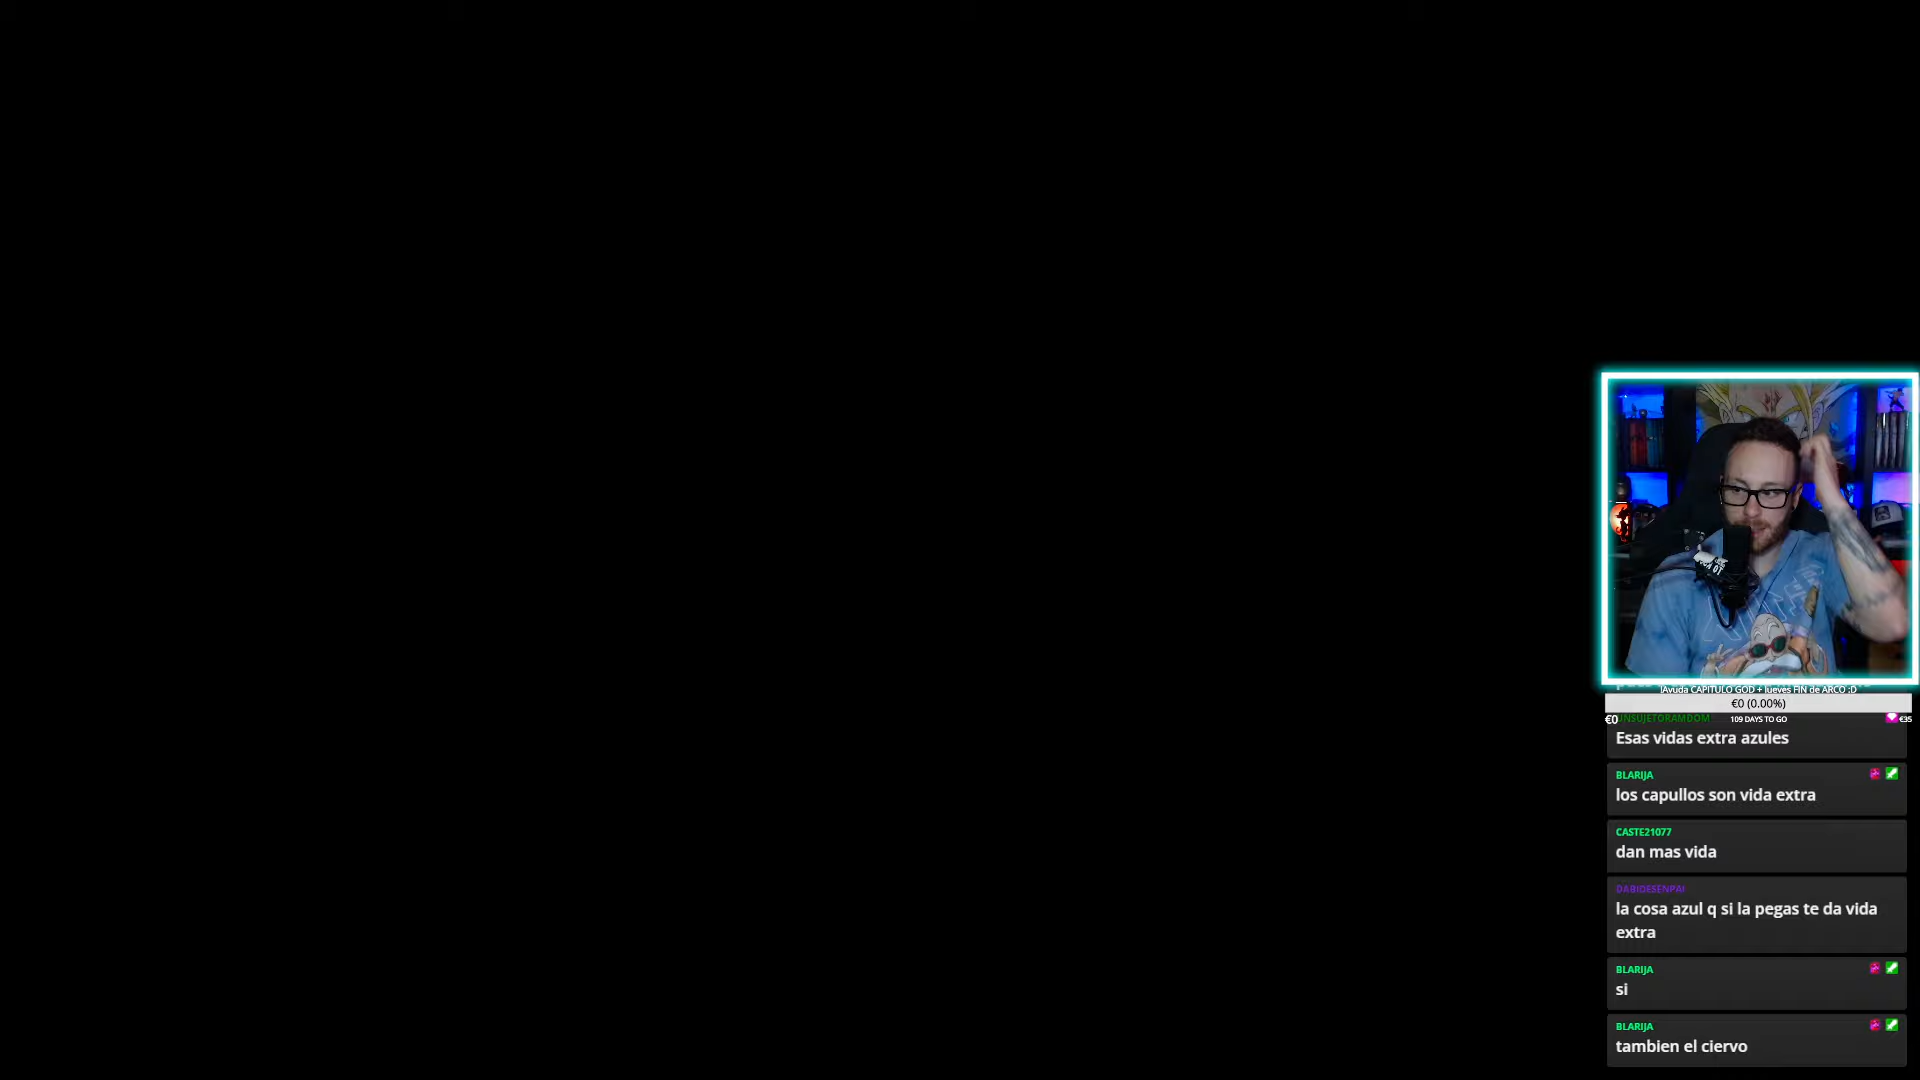 ¡Ayuda CAPITULO GOD + Jueves FIN de ARCO :D
€0 (0.00%)
€0 109 DAYS TO GO €35
UNSUJETORAMDOM
Esas vidas extra azules
BLARIJA
los capullos son vida extra
CASTE21077
dan mas vida
DABIDESENPAI
la cosa azul q si la pegas te da vida
extra
BLARIJA
si
BLARIJA
tambien el ciervo